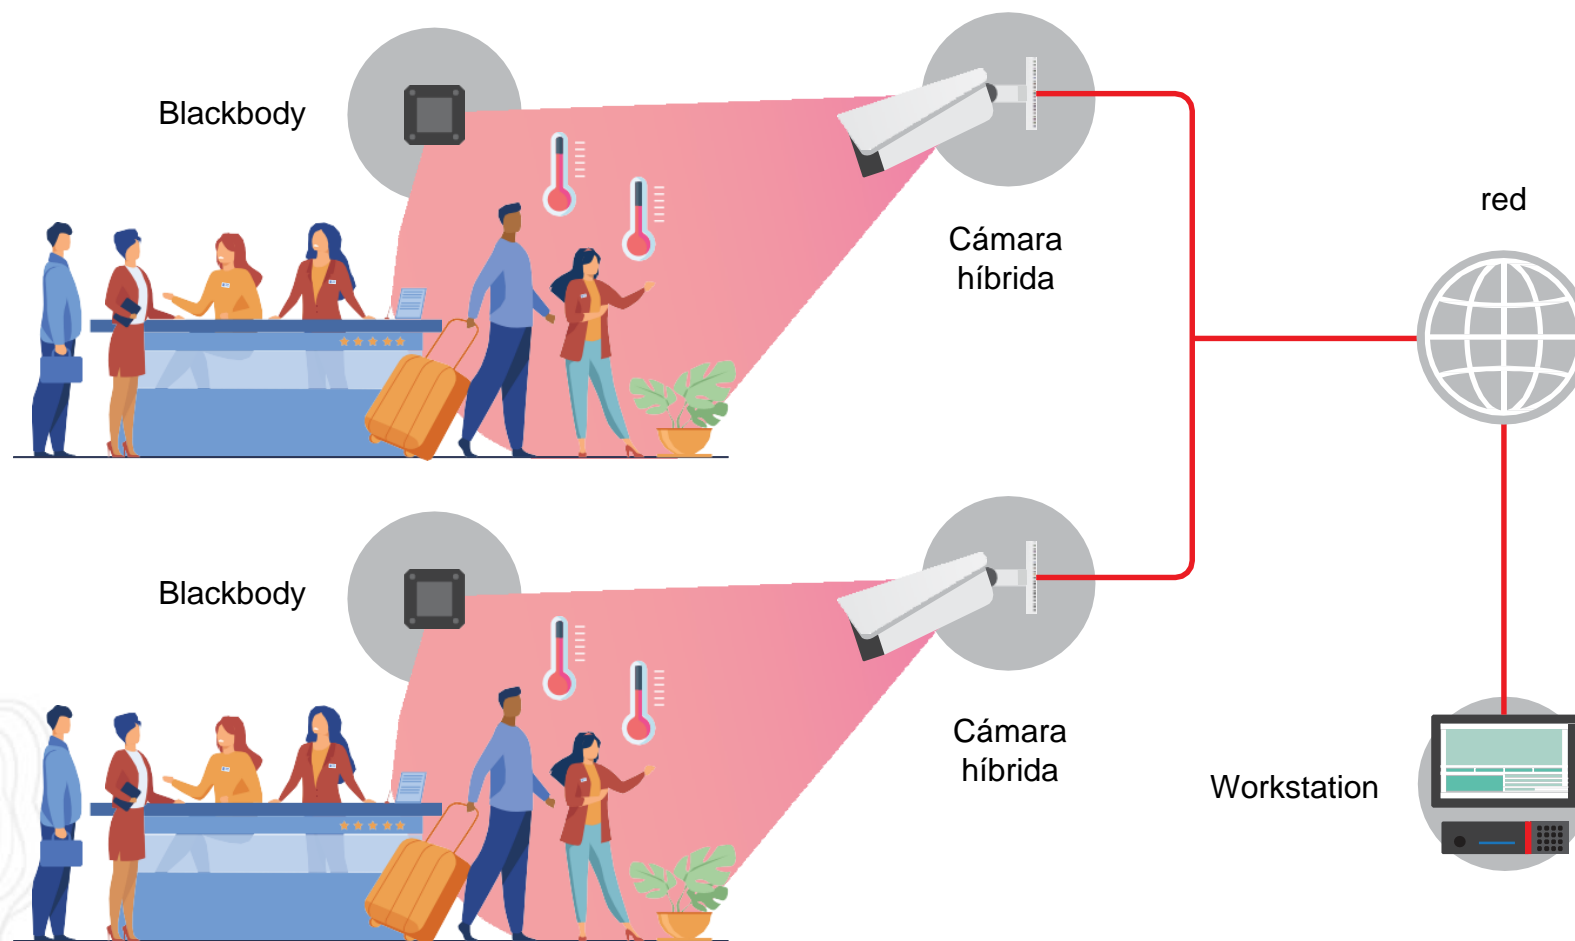 Blackbody
Cámara
híbrida
red
Blackbody
Cámara
híbrida
Workstation